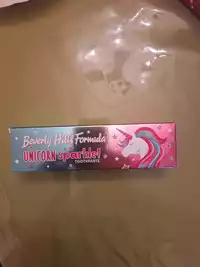 Beverly Hills Formula
UNICORN sparkle!
TOOTHPASTE